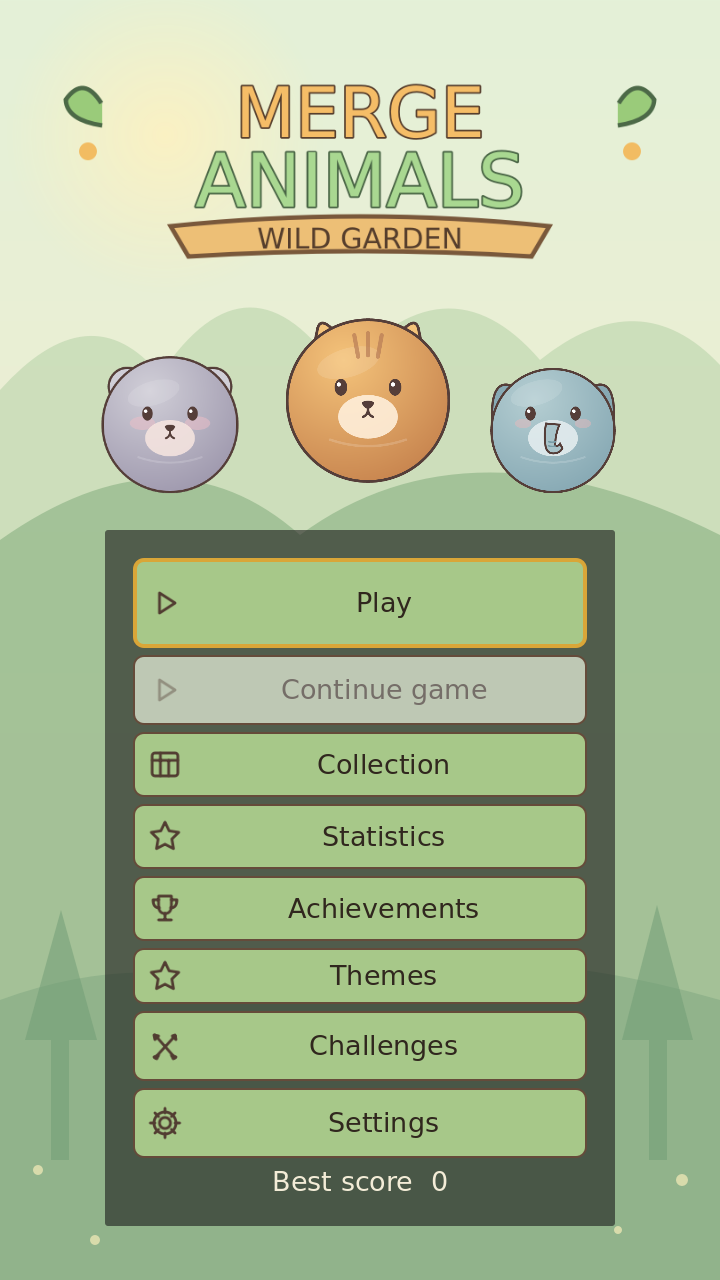 MERGE
ANIMALS
WILD GARDEN
Play
Continue game
Collection
Statistics
Achievements
Themes
Challenges
Settings
Best score 0